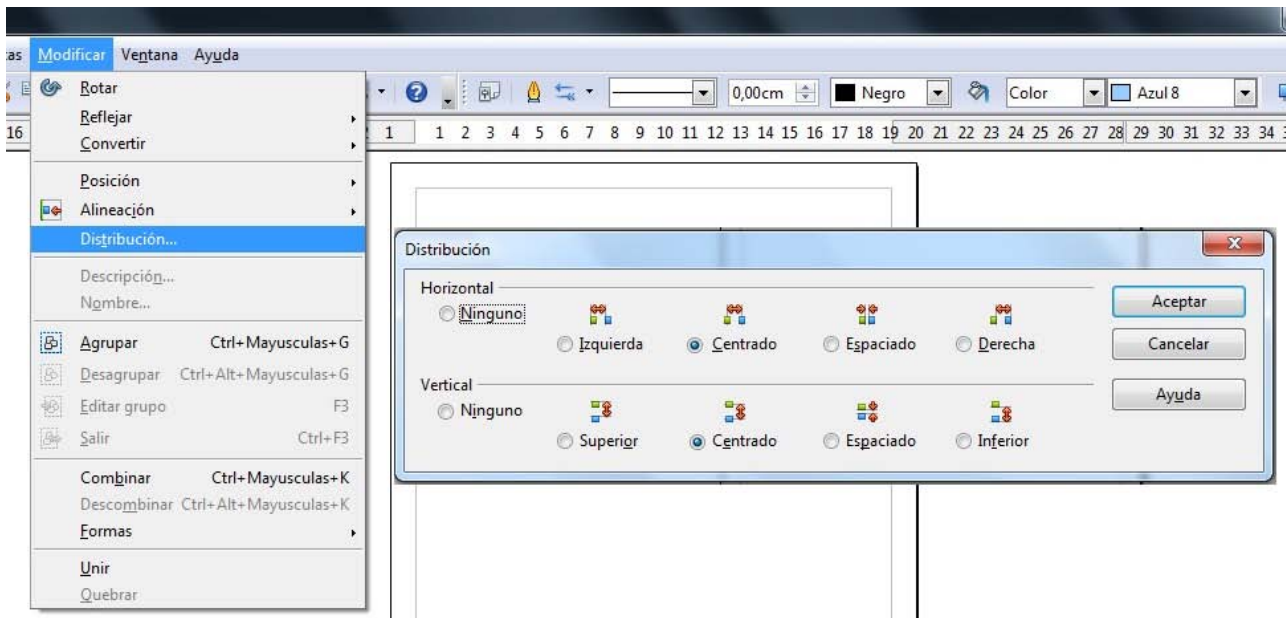 as Modificar Ventana Ayuda
0,00cm Negro Color Azul 8
16
1 1 2 3 4 5 6 7 8 9 10 11 12 13 14 15 16 17 18 19 20 21 22 23 24 25 26 27 28 29 30 31 32 33 34
Rotar
Reflejar
Convertir
Posición
Alineación
Distribución...
Descripción...
Nombre...
Agrupar Ctrl+Mayusculas+G
Desagrupar Ctrl+Alt+Mayusculas+G
Editar grupo F3
Salir Ctrl+F3
Combinar Ctrl+Mayusculas+K
Descombinar Ctrl+Alt+Mayusculas+K
Formas
Unir
Quebrar
Distribución
Horizontal
Ninguno
Izquierda Centrado Espaciado Derecha
Vertical
Ninguno
Superior Centrado Espaciado Inferior
Aceptar
Cancelar
Ayuda